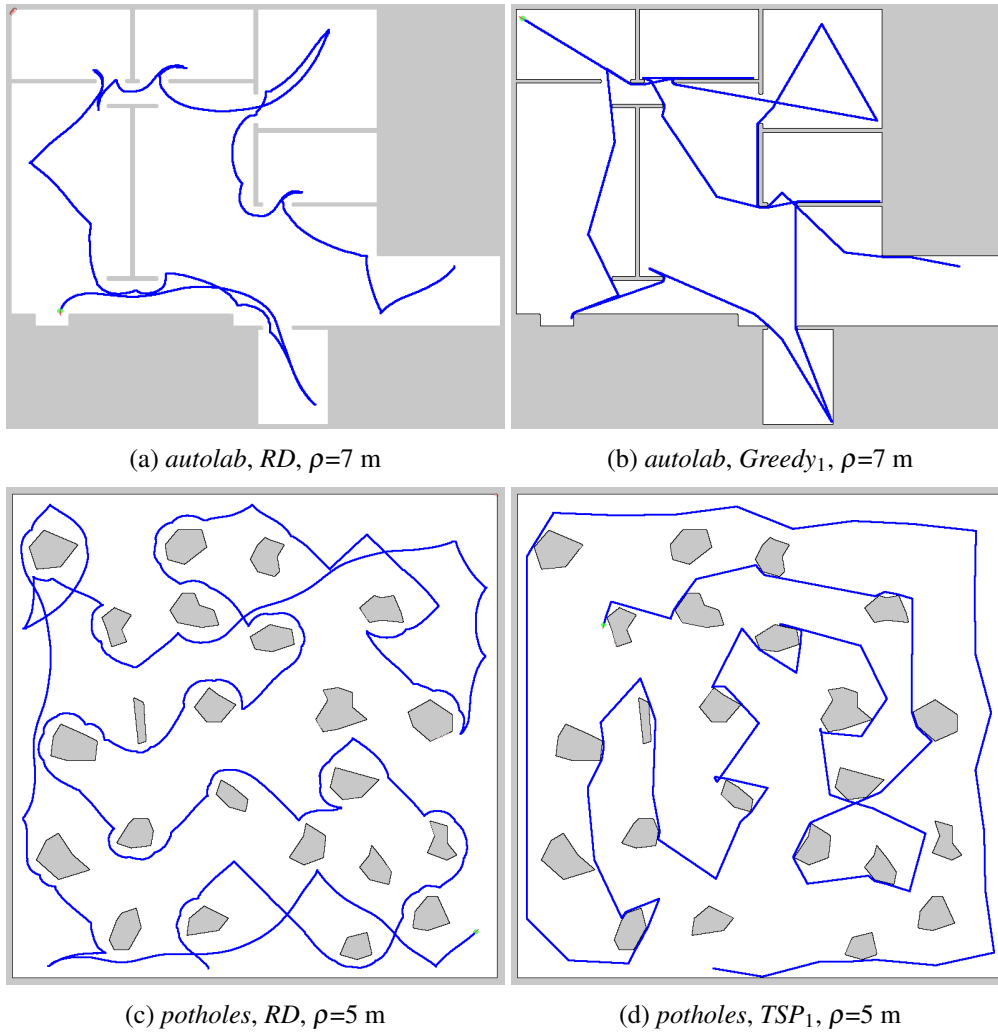 (a) autolab, RD, ρ=7 m
(b) autolab, Greedy₁, ρ=7 m
(c) potholes, RD, ρ=5 m
(d) potholes, TSP₁, ρ=5 m